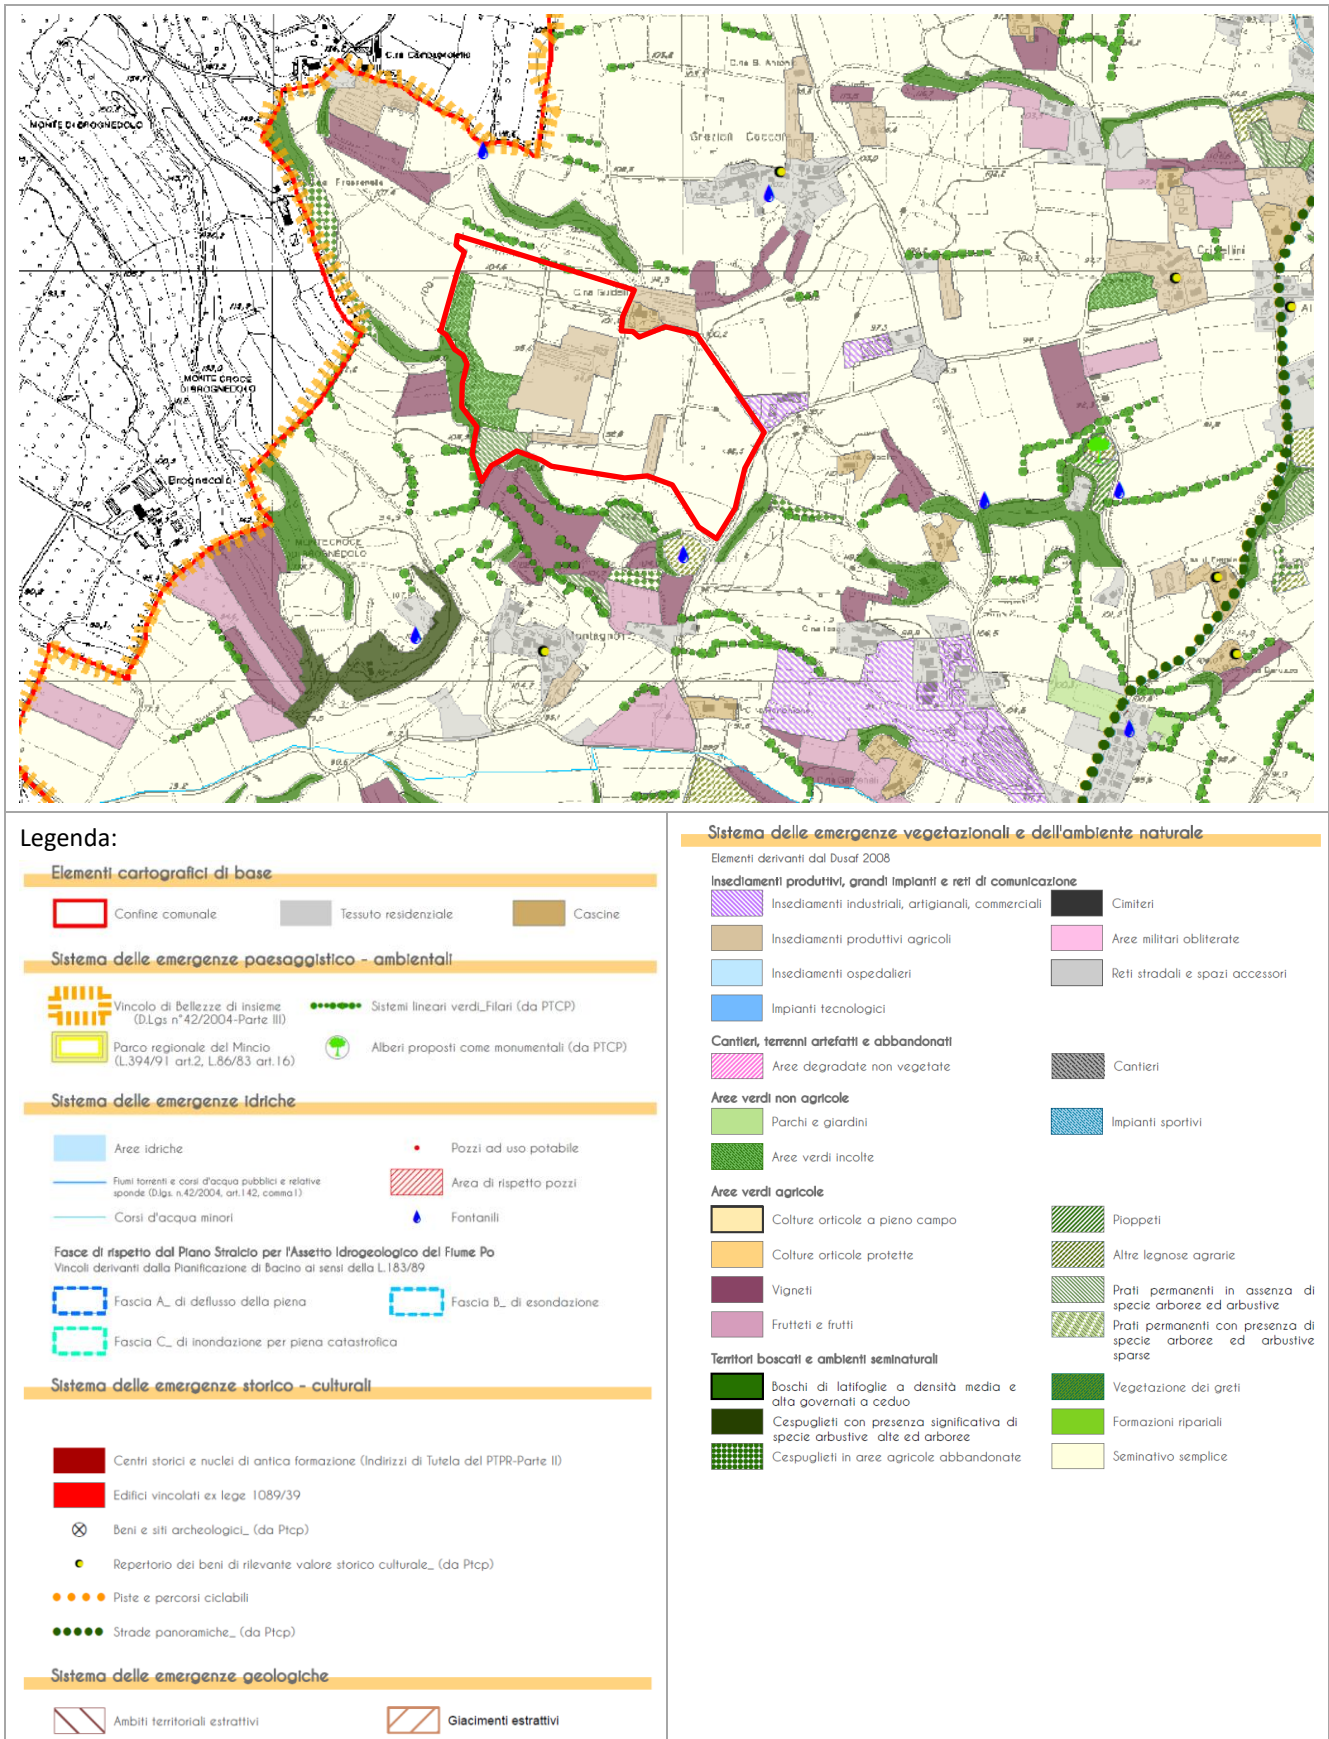 C.na Camporeleto
MONTE DI BROGNEDOLO
C.na S. Antoni
Grezioli Coccoli
La Frassenela
C.na Guidelli
Crivellini
MONTE CROCE
DI BROGNEDOLO
Brognedolo
MONTE CROCE
DI BROGNEDOLO
Montagnoli
Legenda:
Elementi cartografici di base
Confine comunale
Tessuto residenziale
Cascine
Sistema delle emergenze paesaggistico - ambientali
Vincolo di Bellezze di insieme
(D.Lgs n°42/2004-Parte III)
Sistemi lineari verdi_Filari (da PTCP)
Parco regionale del Mincio
(L.394/91 art.2, L.86/83 art.16)
Alberi proposti come monumentali (da PTCP)
Sistema delle emergenze idriche
Aree idriche
Pozzi ad uso potabile
Fiumi torrenti e corsi d'acqua pubblici e relative
sponde (D.lgs. n.42/2004, art.142, comma1)
Area di rispetto pozzi
Corsi d'acqua minori
Fontanili
Fasce di rispetto dal Piano Stralcio per l'Assetto Idrogeologico del Fiume Po
Vincoli derivanti dalla Pianificazione di Bacino ai sensi della L.183/89
Fascia A_ di deflusso della piena
Fascia B_ di esondazione
Fascia C_ di inondazione per piena catastrofica
Sistema delle emergenze storico - culturali
Centri storici e nuclei di antica formazione (Indirizzi di Tutela del PTPR-Parte II)
Edifici vincolati ex lege 1089/39
Beni e siti archeologici_ (da Ptcp)
Repertorio dei beni di rilevante valore storico culturale_ (da Ptcp)
Piste e percorsi ciclabili
Strade panoramiche_ (da Ptcp)
Sistema delle emergenze geologiche
Ambiti territoriali estrattivi
Giacimenti estrattivi
Sistema delle emergenze vegetazionali e dell'ambiente naturale
Elementi derivanti dal Dusaf 2008
Insediamenti produttivi, grandi impianti e reti di comunicazione
Insediamenti industriali, artigianali, commerciali
Cimiteri
Insediamenti produttivi agricoli
Aree militari obliterate
Insediamenti ospedalieri
Reti stradali e spazi accessori
Impianti tecnologici
Cantieri, terrenni artefatti e abbandonati
Aree degradate non vegetate
Cantieri
Aree verdi non agricole
Parchi e giardini
Impianti sportivi
Aree verdi incolte
Aree verdi agricole
Colture orticole a pieno campo
Pioppeti
Colture orticole protette
Altre legnose agrarie
Vigneti
Prati permanenti in assenza di
specie arboree ed arbustive
Frutteti e frutti
Prati permanenti con presenza di
specie arboree ed arbustive
sparse
Territori boscati e ambienti seminaturali
Boschi di latifoglie a densità media e
alta governati a ceduo
Vegetazione dei greti
Cespuglieti con presenza significativa di
specie arbustive alte ed arboree
Formazioni ripariali
Cespuglieti in aree agricole abbandonate
Seminativo semplice